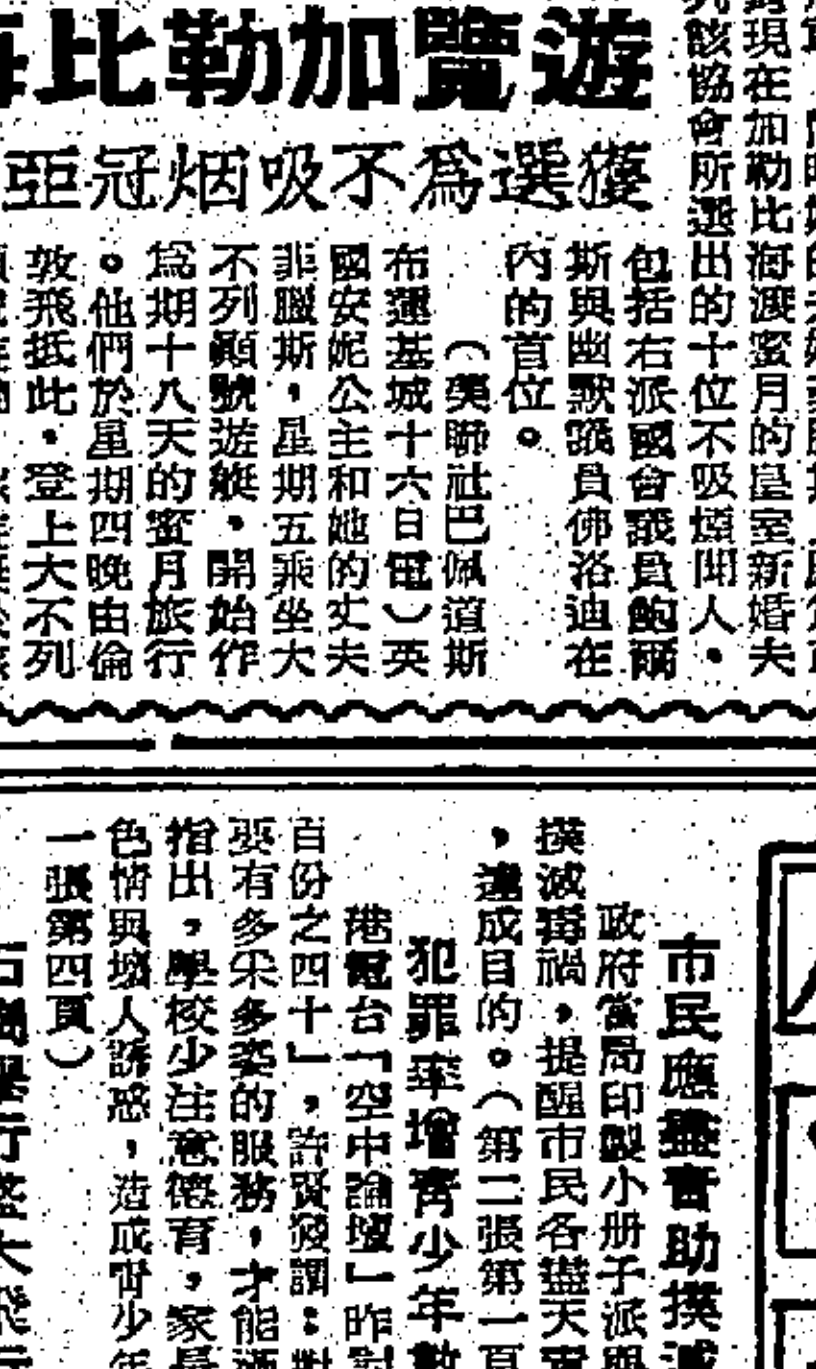 遊覽加勒比海
獲選為不吸烟冠亞
現在加勒比海渡蜜月的皇室新婚夫
該協會所選出的十位不吸煙聞人。
包括右派國會議員鮑爾
斯與幽默演員佛洛迪在
內的首位。
(美聯社巴佩道斯
布蓮基城十六日電)英
國安妮公主和她的丈夫
菲臘斯,星期五乘坐大
不列顛號遊艇,開始作
為期十八天的蜜月旅行
。他們於星期四晚由倫
敦飛抵此,登上大不列
市民應盡責助撲滅
政府當局印製小册子派與
撲滅毒禍,提醒市民各盡天
,達成目的。(第二張第一頁
犯罪率增青少年數
港電台「空中論壇」昨對
百份之四十」,許賢發謂:對
要有多采多姿的服務,才能
指出,學校少注意德育,家長
色情與壞人誘惑,造成青少年
一張第四頁)